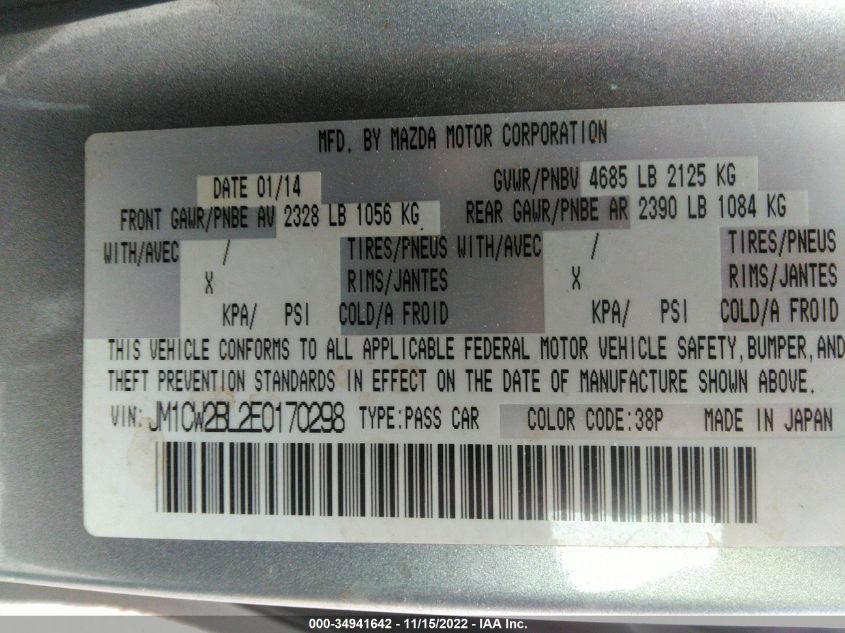 MFD. BY MAZDA MOTOR CORPORATION
DATE 01/14 GVWR/PNBV 4685 LB 2125 KG
FRONT GAWR/PNBE AV 2328 LB 1056 KG REAR GAWR/PNBE AR 2390 LB 1084 KG
WITH/AVEC / TIRES/PNEUS WITH/AVEC / TIRES/PNEUS
X RIMS/JANTES X RIMS/JANTES
KPA/ PSI COLD/A FROID KPA/ PSI COLD/A FROID
THIS VEHICLE CONFORMS TO ALL APPLICABLE FEDERAL MOTOR VEHICLE SAFETY,BUMPER,AND
THEFT PREVENTION STANDARDS IN EFFECT ON THE DATE OF MANUFACTURE SHOWN ABOVE.
VIN: JM1CW2BL2E0170298 TYPE:PASS CAR COLOR CODE:38P MADE IN JAPAN
000-34941642 - 11/15/2022 - IAA Inc.